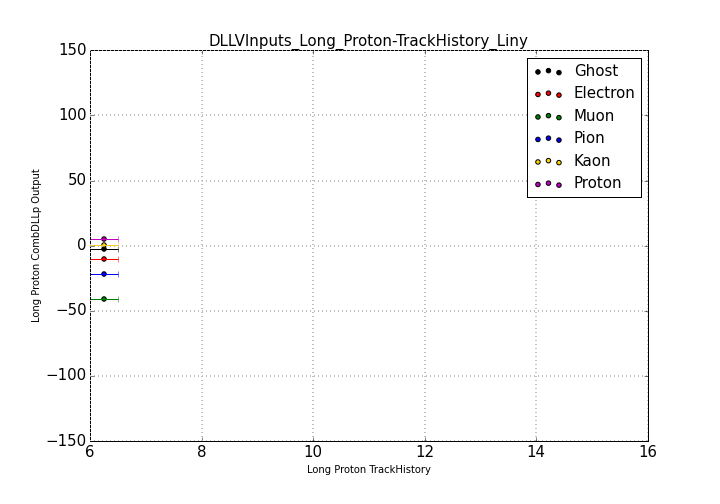 DLLVInputs_Long_Proton-TrackHistory_Liny
150
100
50
0
−50
−100
−150
Long Proton CombDLLp Output
Ghost
Electron
Muon
Pion
Kaon
Proton
6 8 10 12 14 16
Long Proton TrackHistory